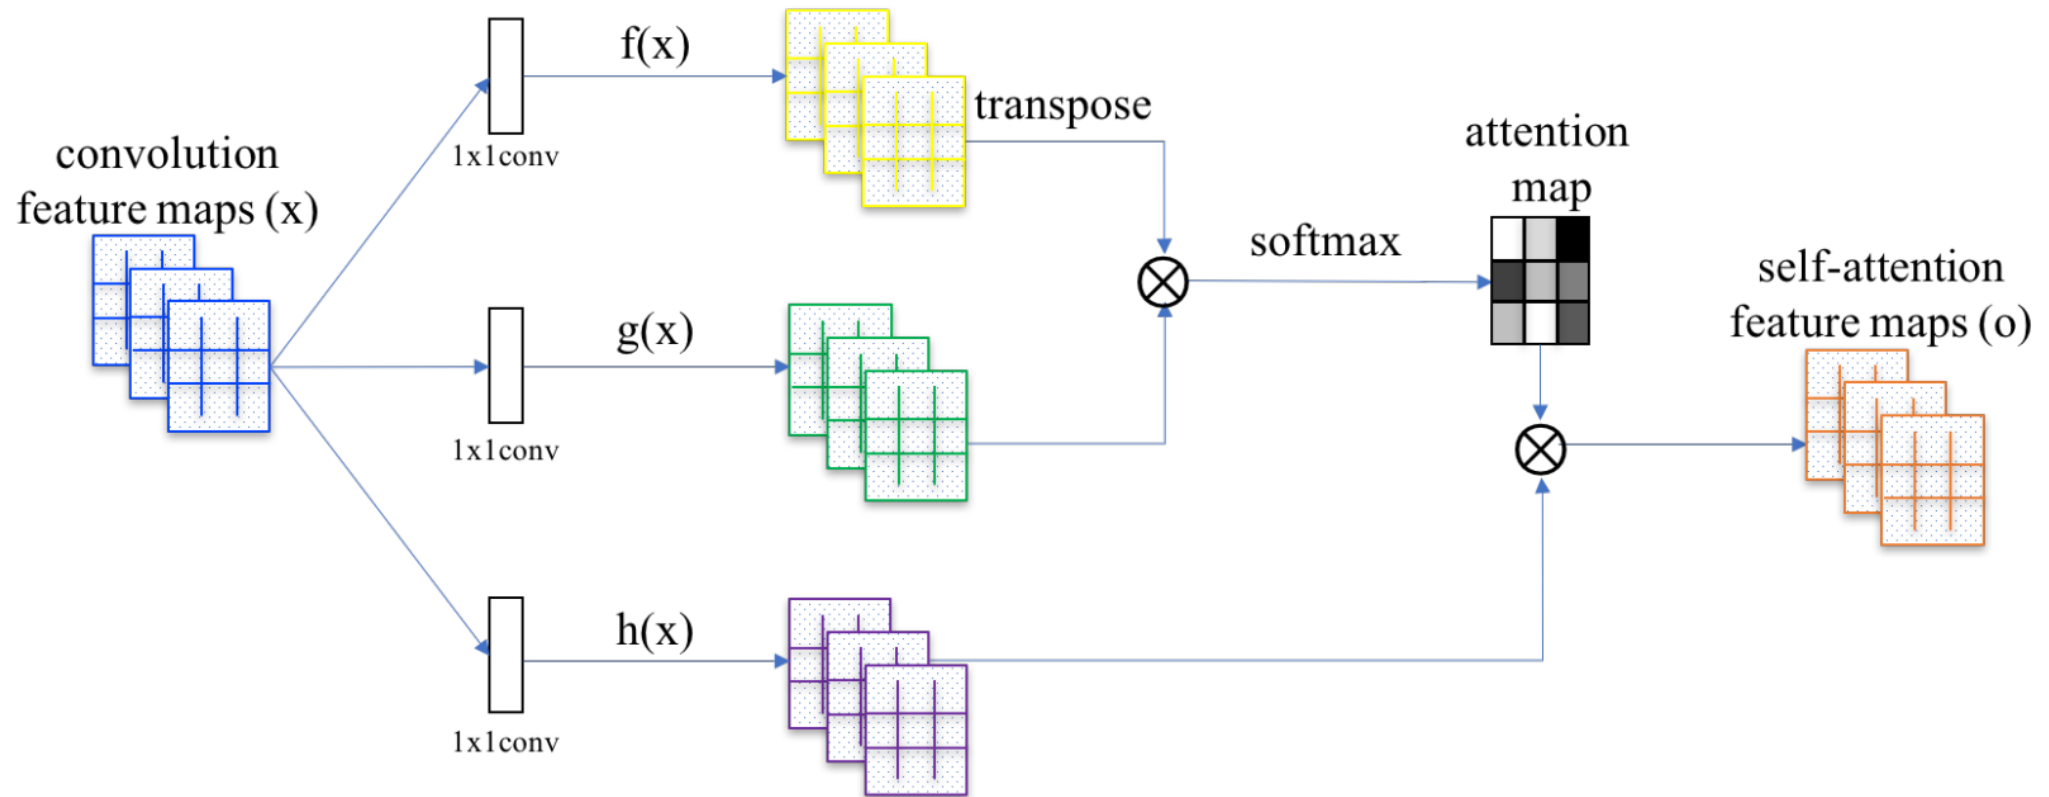 convolution
feature maps (x)
f(x)
1x1conv
transpose
g(x)
1x1conv
h(x)
1x1conv
softmax
attention
map
self-attention
feature maps (o)